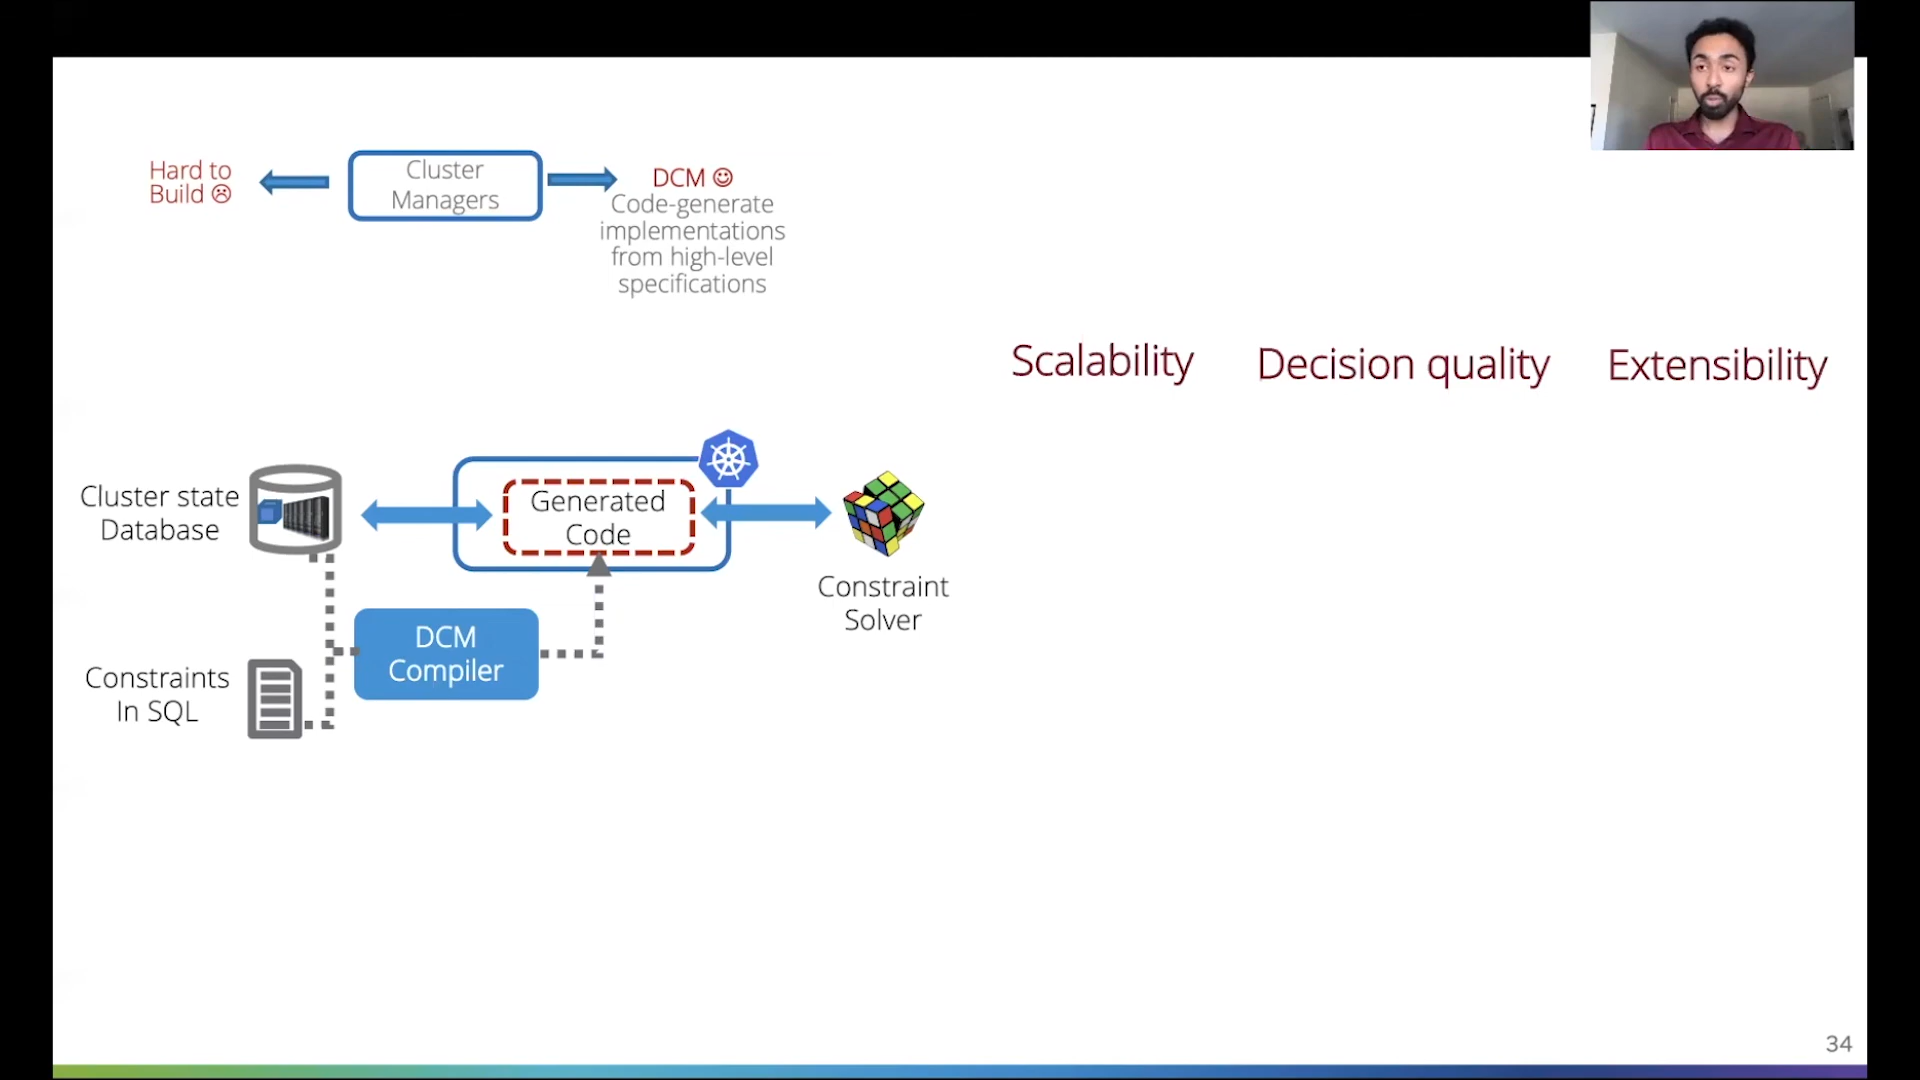 Hard to
Build ☹
Cluster
Managers
DCM ☺
Code-generate
implementations
from high-level
specifications
Scalability
Decision quality
Extensibility
Cluster state
Database
Generated
Code
Constraint
Solver
DCM
Compiler
Constraints
In SQL
34